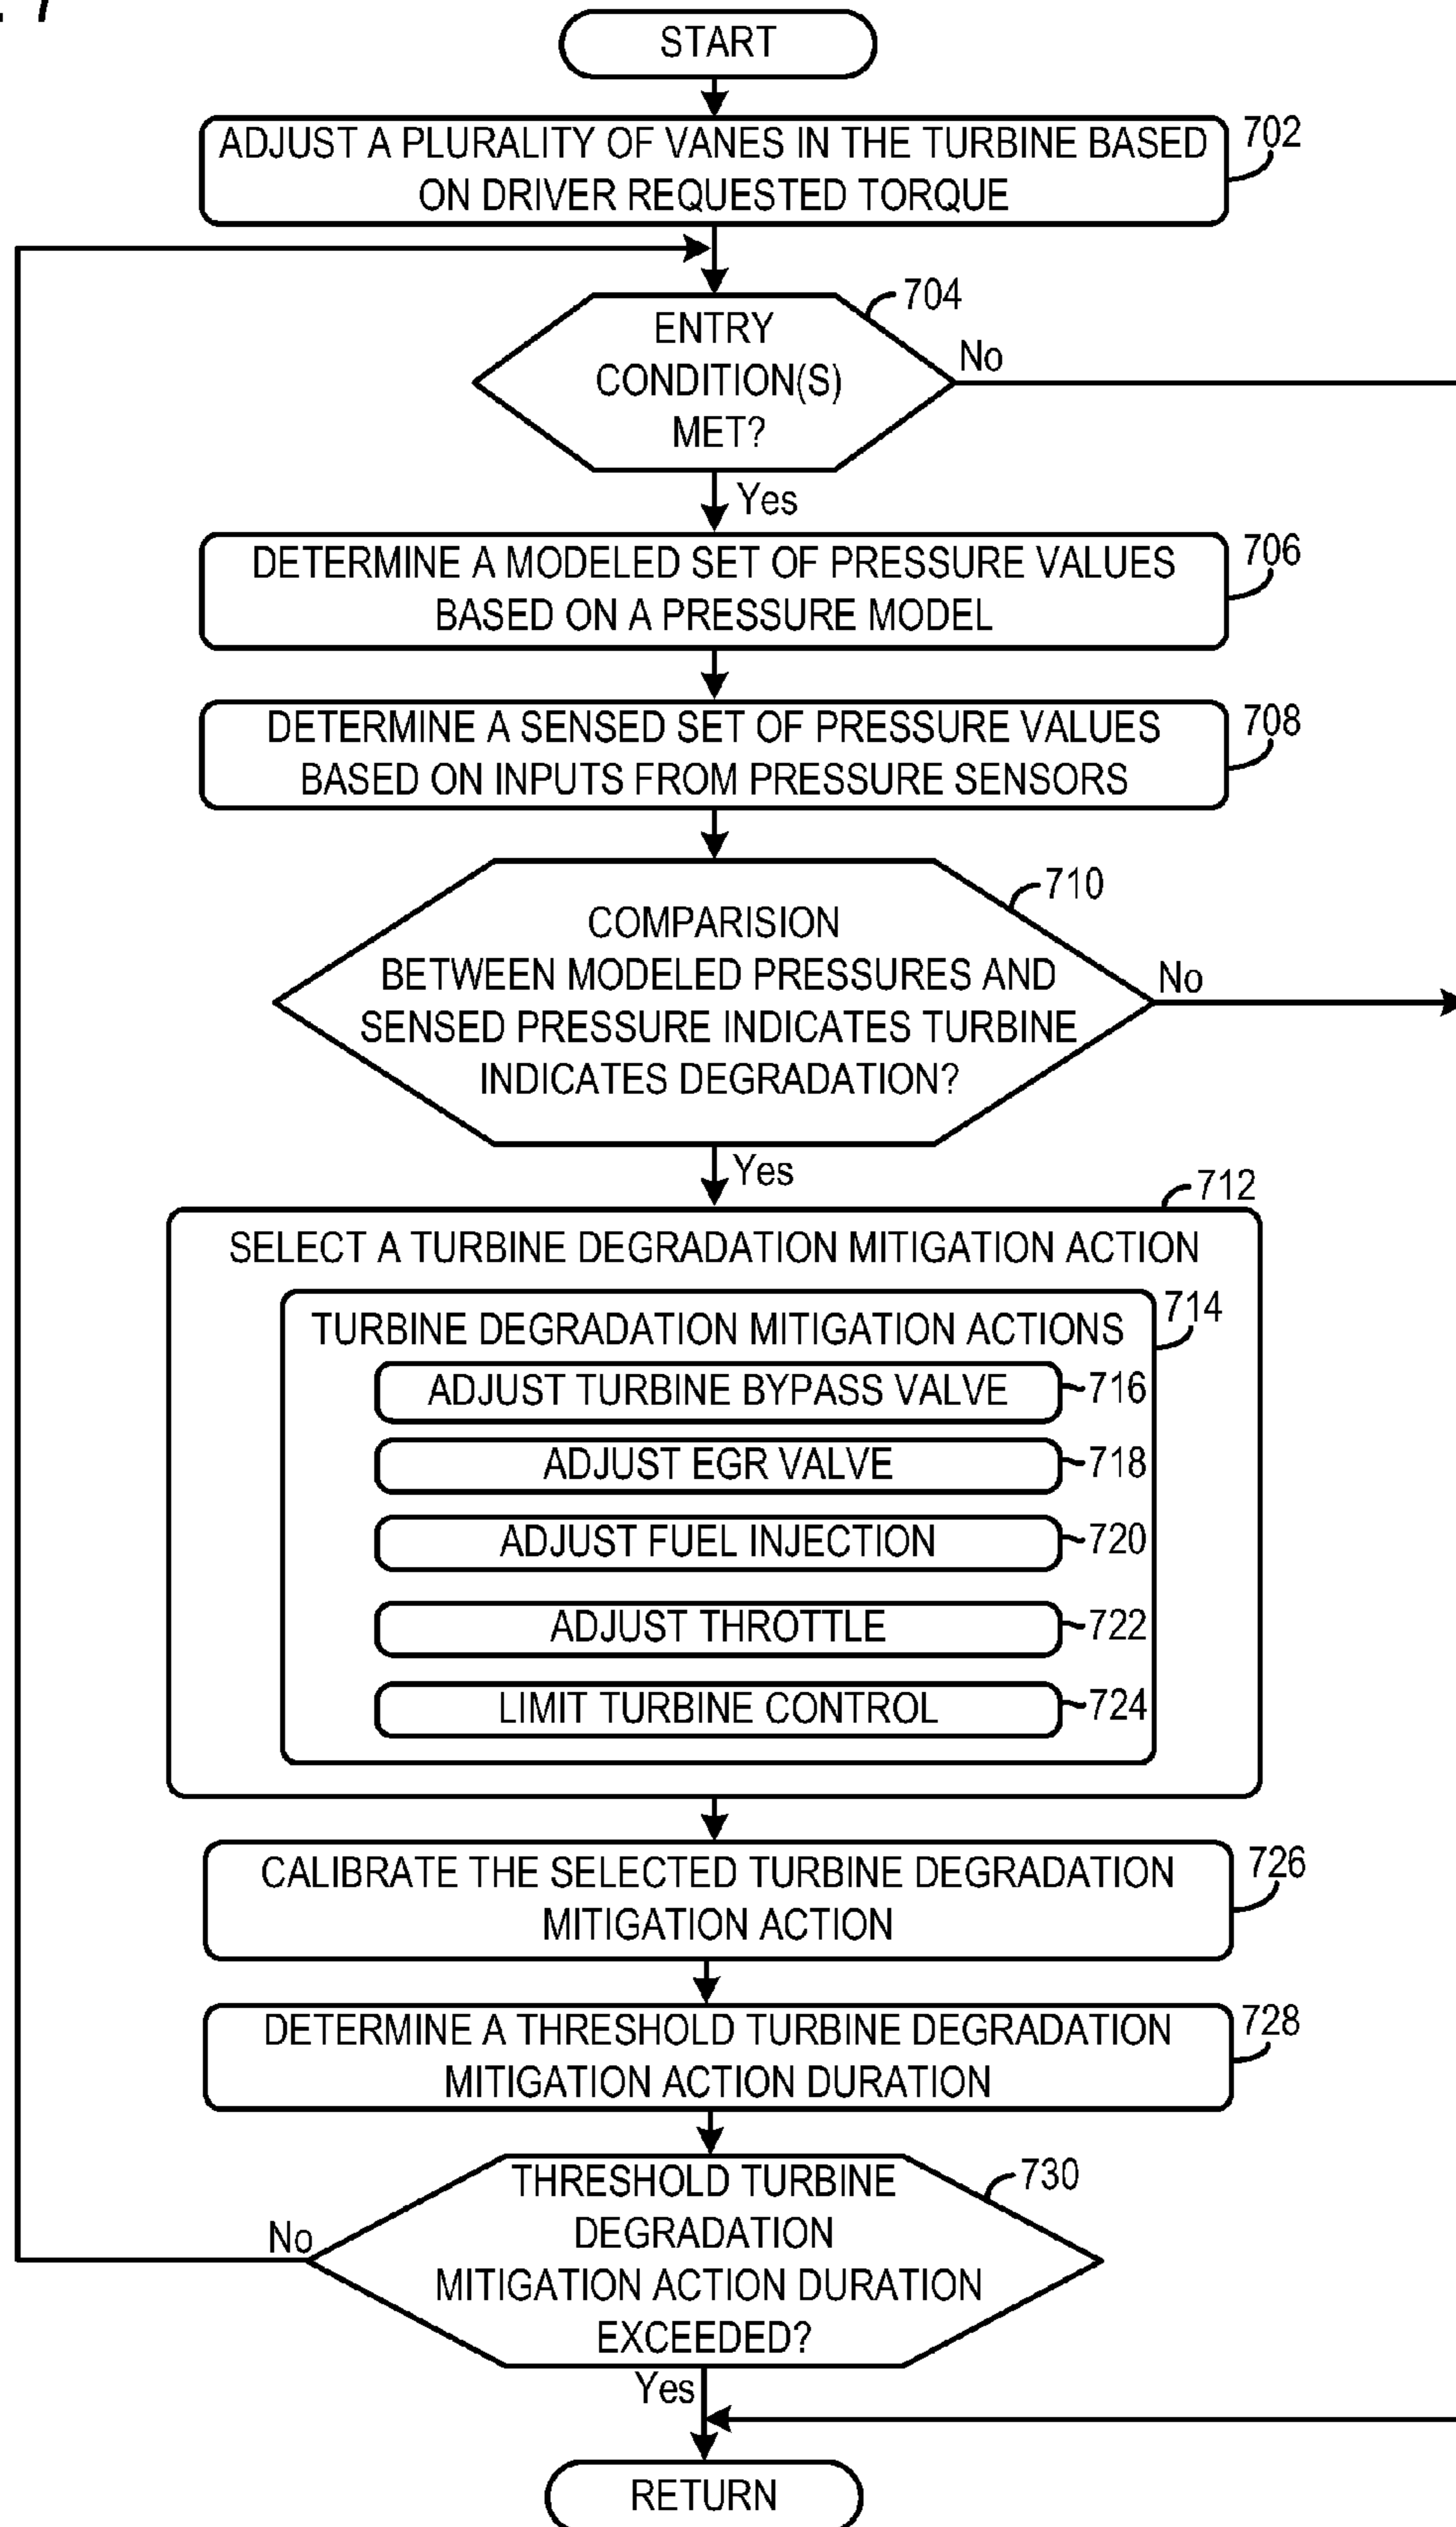 START
ADJUST A PLURALITY OF VANES IN THE TURBINE BASED
ON DRIVER REQUESTED TORQUE
702
ENTRY
CONDITION(S)
MET?
704
No
Yes
DETERMINE A MODELED SET OF PRESSURE VALUES
BASED ON A PRESSURE MODEL
706
DETERMINE A SENSED SET OF PRESSURE VALUES
BASED ON INPUTS FROM PRESSURE SENSORS
708
COMPARISION
BETWEEN MODELED PRESSURES AND
SENSED PRESSURE INDICATES TURBINE
INDICATES DEGRADATION?
710
No
Yes
712
SELECT A TURBINE DEGRADATION MITIGATION ACTION
714
TURBINE DEGRADATION MITIGATION ACTIONS
ADJUST TURBINE BYPASS VALVE
716
ADJUST EGR VALVE
718
ADJUST FUEL INJECTION
720
ADJUST THROTTLE
722
LIMIT TURBINE CONTROL
724
CALIBRATE THE SELECTED TURBINE DEGRADATION
MITIGATION ACTION
726
DETERMINE A THRESHOLD TURBINE DEGRADATION
MITIGATION ACTION DURATION
728
THRESHOLD TURBINE
DEGRADATION
MITIGATION ACTION DURATION
EXCEEDED?
730
No
Yes
RETURN